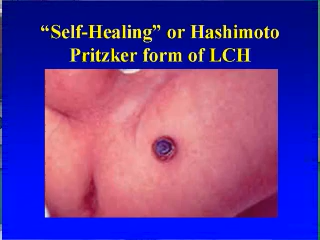 “Self-Healing” or Hashimoto
Pritzker form of LCH